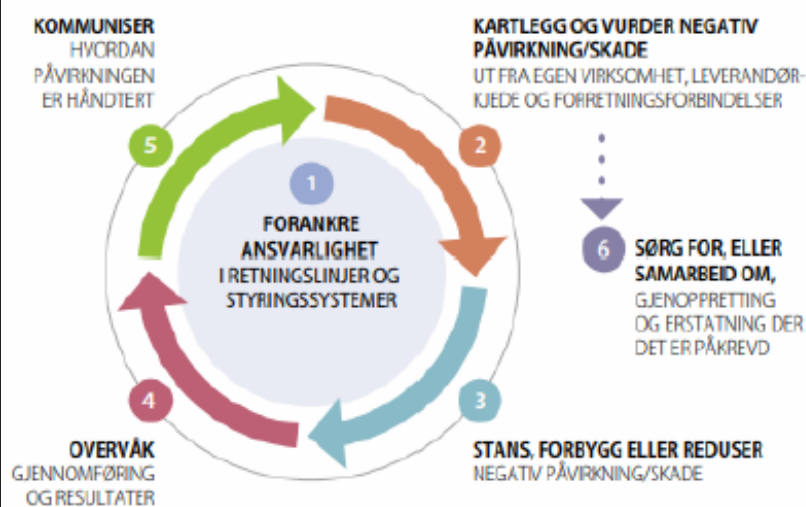 1
FORANKRE
ANSVARLIGHET
I RETNINGSLINJER OG
STYRINGSSYSTEMER
2
KARTLEGG OG VURDER NEGATIV
PÅVIRKNING/SKADE
UT FRA EGEN VIRKSOMHET, LEVERANDØR-
KJEDE OG FORRETNINGSFORBINDELSER
3
STANS, FORBYGG ELLER REDUSER
NEGATIV PÅVIRKNING/SKADE
4
OVERVÅK
GJENNOMFØRING
OG RESULTATER
5
KOMMUNISER
HVORDAN
PÅVIRKNINGEN
ER HÅNDTERT
6
SØRG FOR, ELLER
SAMARBEID OM,
GJENOPPRETTING
OG ERSTATNING DER
DET ER PÅKREVD